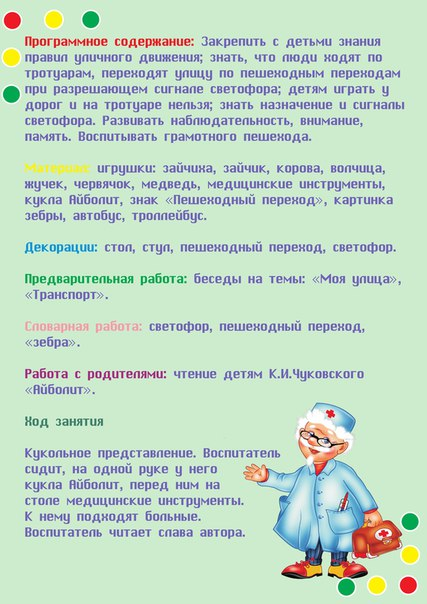 Программное содержание: Закрепить с детьми знания
правил уличного движения; знать, что люди ходят по
тротуарам, переходят улицу по пешеходным переходам
при разрешающем сигнале светофора; детям играть у
дорог и на тротуаре нельзя; знать назначение и сигналы
светофора. Развивать наблюдательность, внимание,
память. Воспитывать грамотного пешехода.
Материал: игрушки: зайчиха, зайчик, корова, волчица,
жучек, червячок, медведь, медицинские инструменты,
кукла Айболит, знак «Пешеходный переход», картинка
зебры, автобус, троллейбус.
Декорации: стол, стул, пешеходный переход, светофор.
Предварительная работа: беседы на темы: «Моя улица»,
«Транспорт».
Словарная работа: светофор, пешеходный переход,
«зебра».
Работа с родителями: чтение детям К.И.Чуковского
«Айболит».
Ход занятия
Кукольное представление. Воспитатель
сидит, на одной руке у него
кукла Айболит, перед ним на
столе медицинские инструменты.
К нему подходят больные.
Воспитатель читает слава автора.